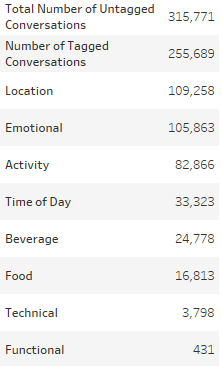 Total Number of Untagged
Conversations 315,771
Number of Tagged
Conversations 255,689
Location 109,258
Emotional 105,863
Activity 82,866
Time of Day 33,323
Beverage 24,778
Food 16,813
Technical 3,798
Functional 431